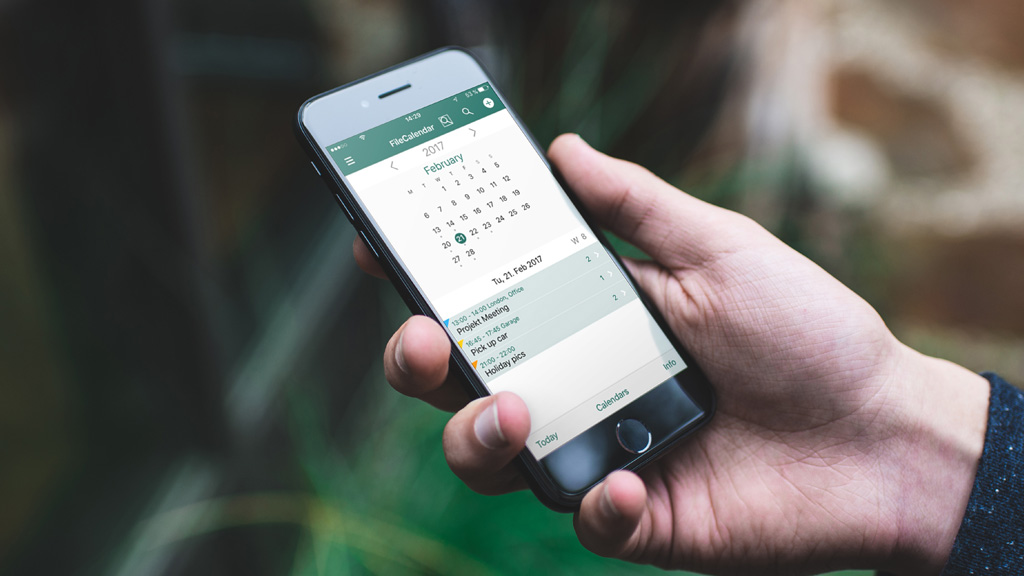 14:29
53 %
FileCalendar
2017
February
M T W T F S S
1 2 3 4 5
6 7 8 9 10 11 12
13 14 15 16 17 18 19
20 21 22 23 24 25 26
27 28
Tu, 21. Feb 2017
W 8
13:00 - 14:00 London, Office
2
Projekt Meeting
16:45 - 17:45 Garage
1
Pick up car
21:00 - 22:00
2
Holiday pics
Today
Calendars
Info